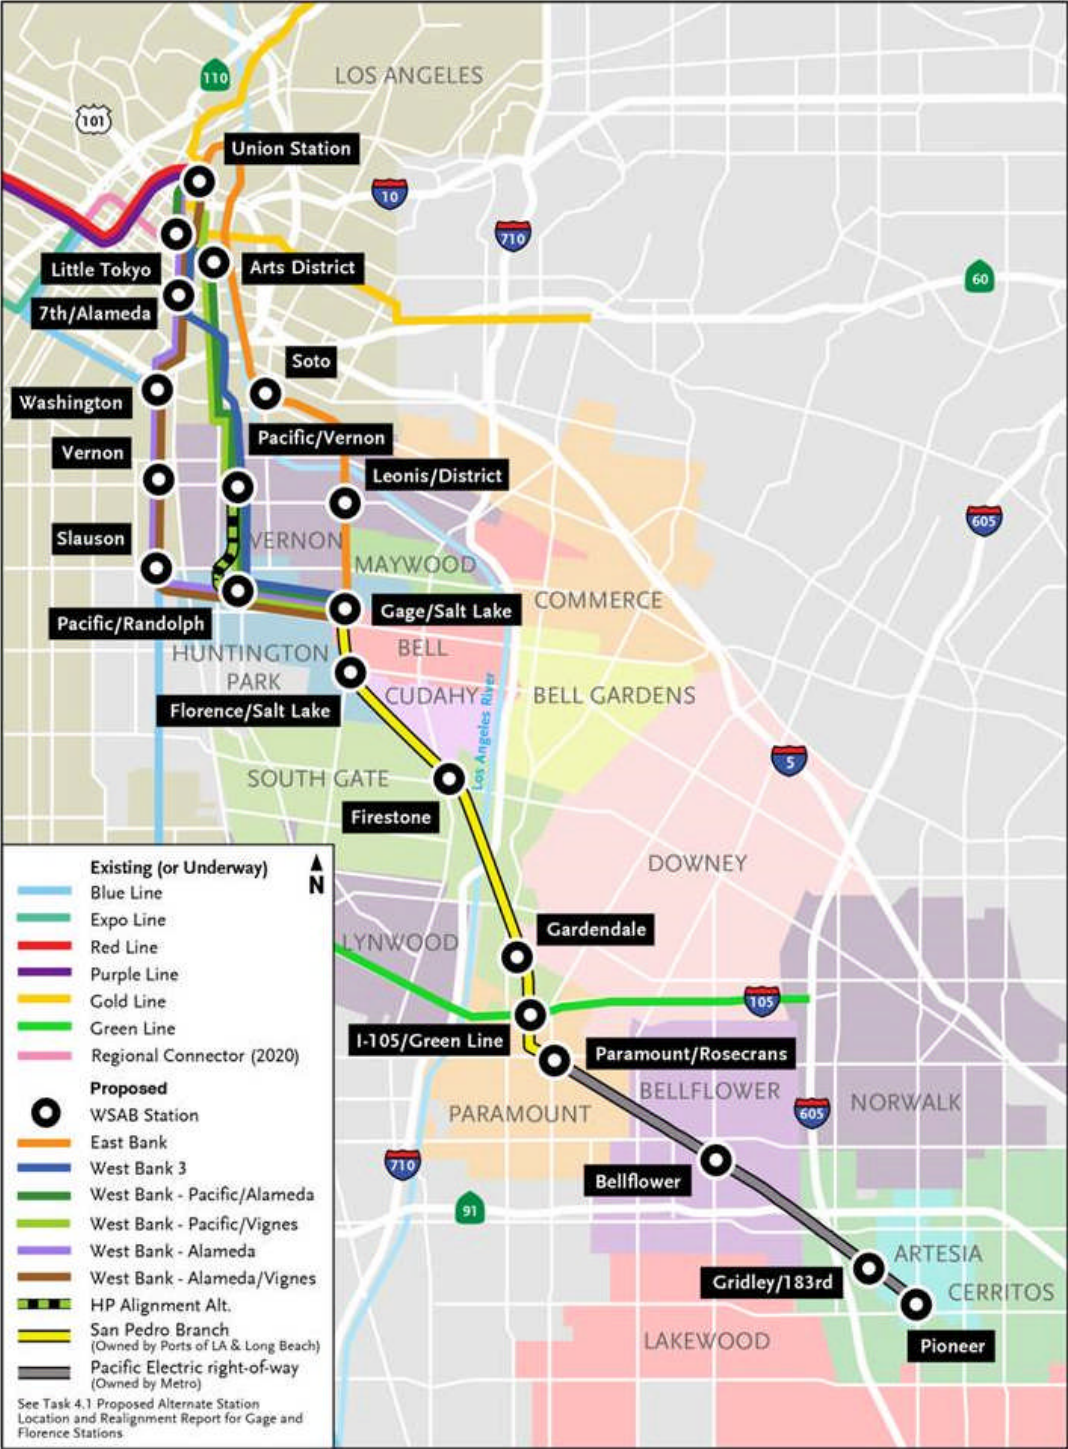 LOS ANGELES
110
101
Union Station
10
710
Little Tokyo
Arts District
60
7th/Alameda
Soto
Washington
Pacific/Vernon
Vernon
Leonis/District
605
Slauson
VERNON
MAYWOOD
COMMERCE
Pacific/Randolph
Gage/Salt Lake
HUNTINGTON
PARK
BELL
CUDAHY
BELL GARDENS
Florence/Salt Lake
Los Angeles River
5
SOUTH GATE
Firestone
DOWNEY
Gardendale
LYNWOOD
105
I-105/Green Line
Paramount/Rosecrans
BELLFLOWER
PARAMOUNT
605
NORWALK
710
Bellflower
91
ARTESIA
Gridley/183rd
CERRITOS
LAKEWOOD
Pioneer
Existing (or Underway)
N
Blue Line
Expo Line
Red Line
Purple Line
Gold Line
Green Line
Regional Connector (2020)
Proposed
WSAB Station
East Bank
West Bank 3
West Bank - Pacific/Alameda
West Bank - Pacific/Vignes
West Bank - Alameda
West Bank - Alameda/Vignes
HP Alignment Alt.
San Pedro Branch
(Owned by Ports of LA & Long Beach)
Pacific Electric right-of-way
(Owned by Metro)
See Task 4.1 Proposed Alternate Station
Location and Realignment Report for Gage and
Florence Stations